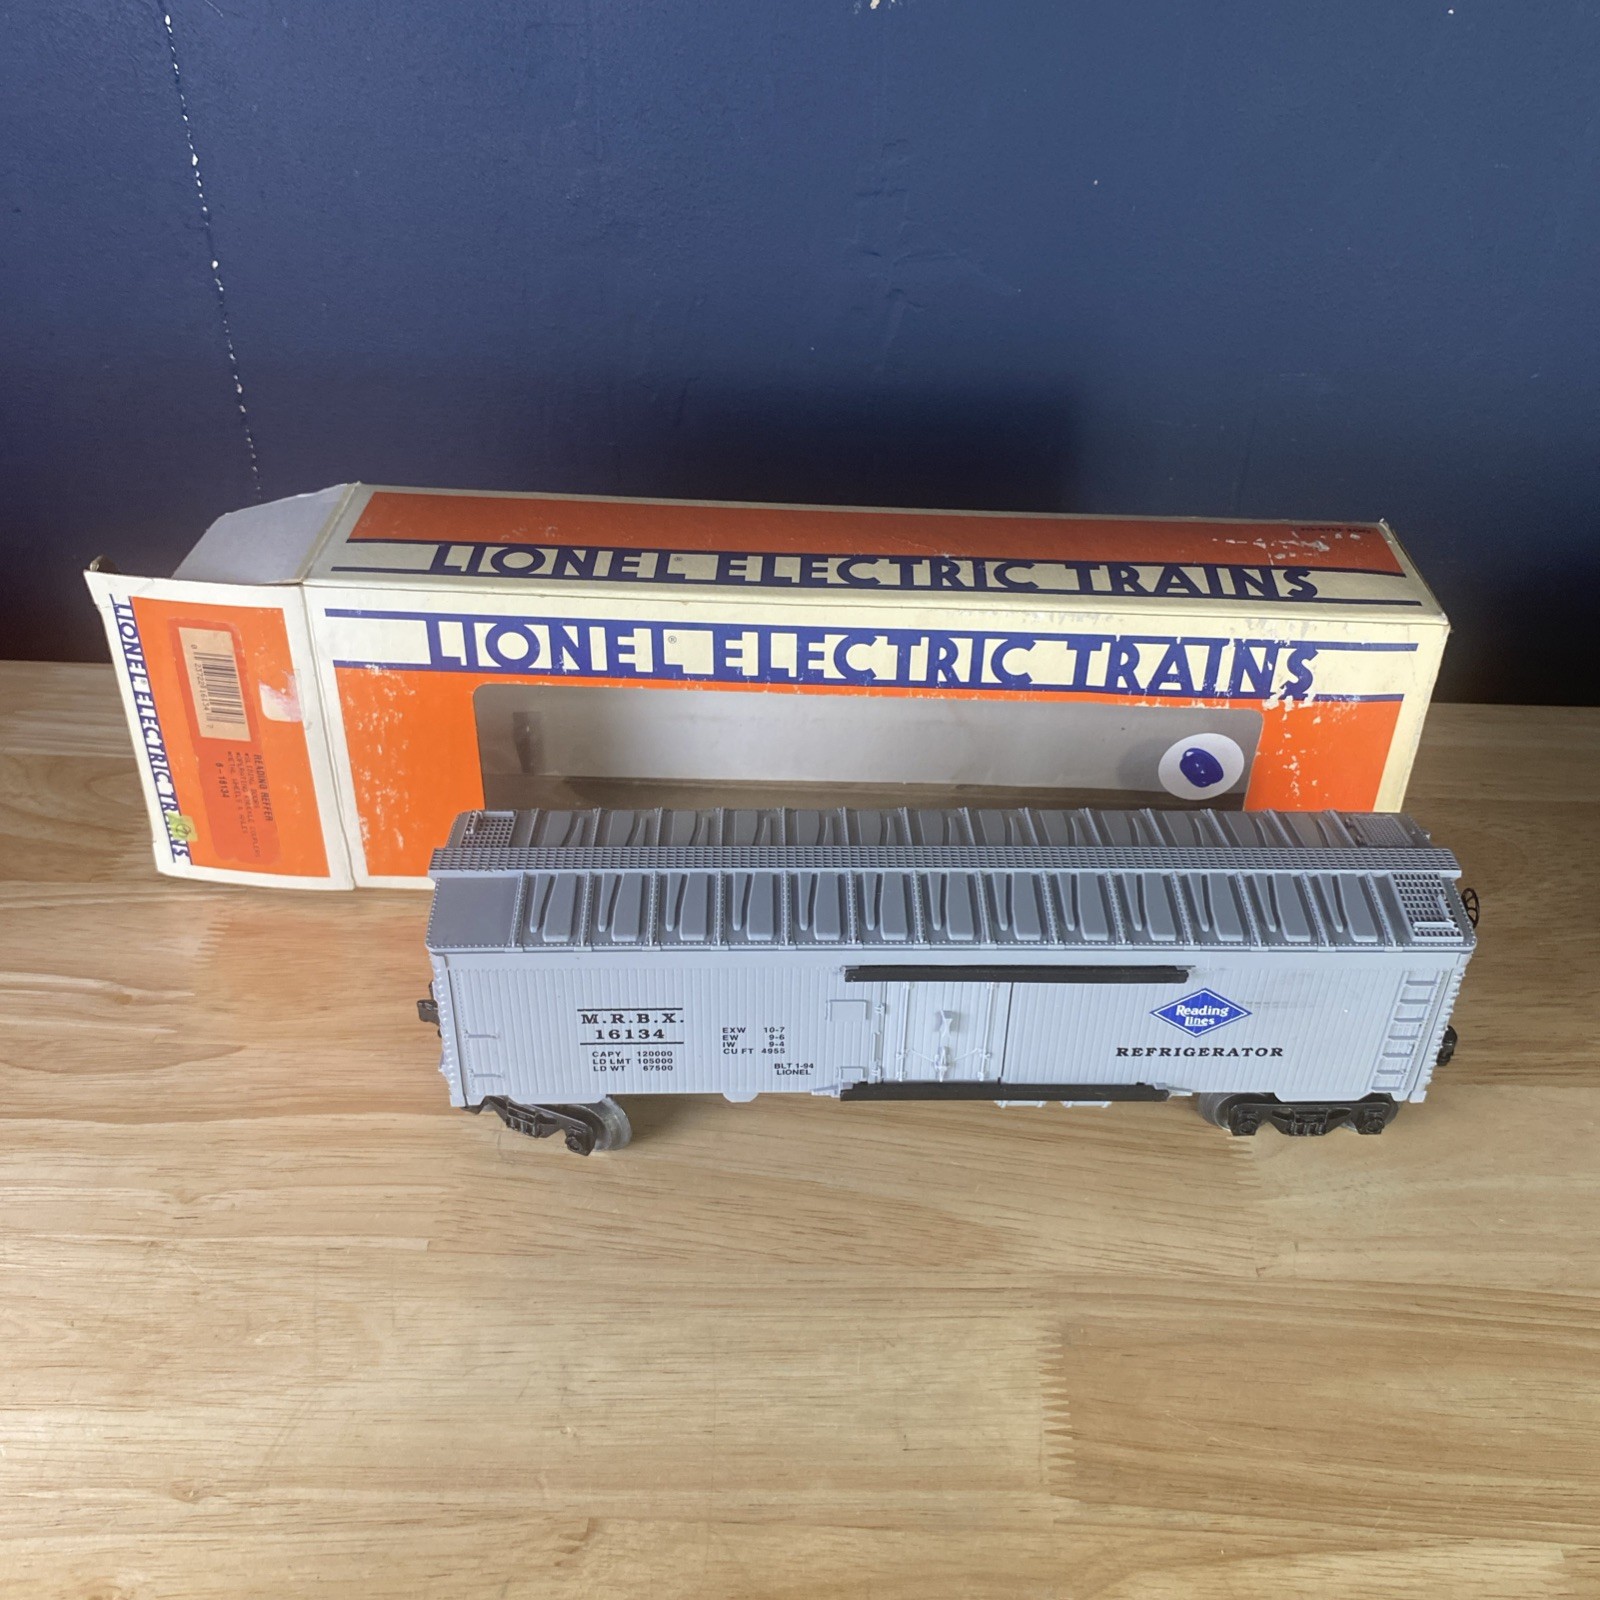 LIONEL® ELECTRIC TRAINS
LIONEL® ELECTRIC TRAINS
LIONEL ELECTRIC TRAINS
READING REFFER
6-16134
M.R.B.X.
16134
CAPY 120000
LD LMT 105000
LD WT 67500
EXW 10-7
EW 9-6
IW 9-4
CU FT 4955
BLT 1-94
LIONEL
Reading
Lines
REFRIGERATOR